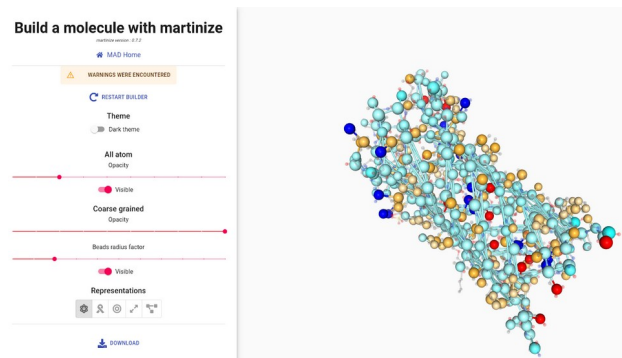 Build a molecule with martinize
martinize version : 0.7.3
MAD Home
WARNINGS WERE ENCOUNTERED
RESTART BUILDER
Theme
Dark theme
All atom
Opacity
Visible
Coarse grained
Opacity
Beads radius factor
Visible
Representations
DOWNLOAD